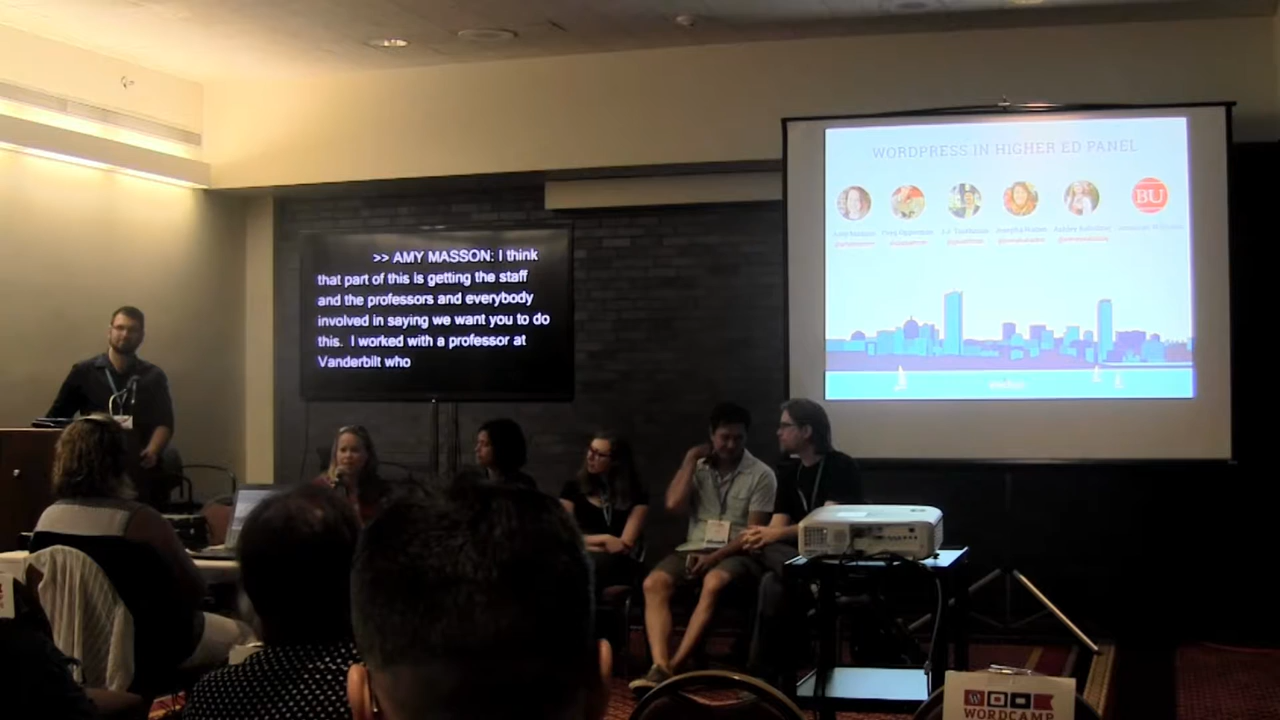 >> AMY MASSON: I think
that part of this is getting the staff
and the professors and everybody
involved in saying we want you to do
this. I worked with a professor at
Vanderbilt who
WORDPRESS IN HIGHER ED PANEL
BU
WORDCAMP